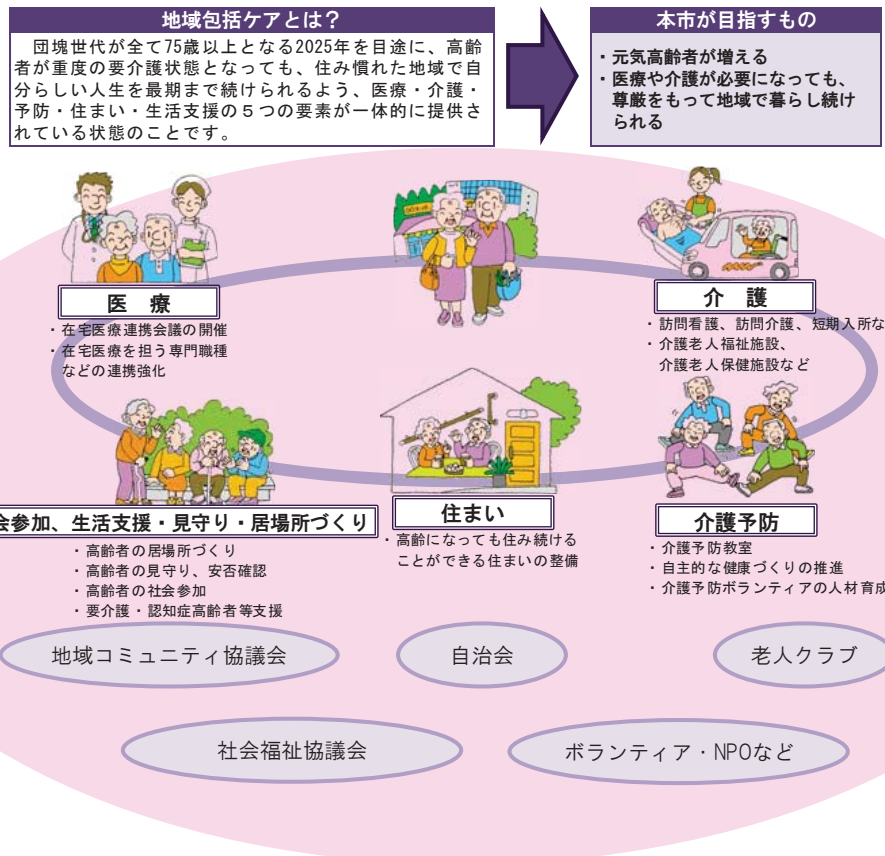 地域包括ケアとは？
団塊世代が全て75歳以上となる2025年を目途に、高齢
者が重度の要介護状態となっても、住み慣れた地域で自
分らしい人生を最期まで続けられるよう、医療・介護・
予防・住まい・生活支援の５つの要素が一体的に提供さ
れている状態のことです。
本市が目指すもの
・元気高齢者が増える
・医療や介護が必要になっても、
尊厳をもって地域で暮らし続け
られる
医　療
・在宅医療連携会議の開催
・在宅医療を担う専門職種
などの連携強化
介　護
・訪問看護、訪問介護、短期入所な
・介護老人福祉施設、
介護老人保健施設など
会参加、生活支援・見守り・居場所づくり
・高齢者の居場所づくり
・高齢者の見守り、安否確認
・高齢者の社会参加
・要介護・認知症高齢者等支援
住まい
・高齢になっても住み続ける
ことができる住まいの整備
介護予防
・介護予防教室
・自主的な健康づくりの推進
・介護予防ボランティアの人材育成
地域コミュニティ協議会
自治会
老人クラブ
社会福祉協議会
ボランティア・NPOなど